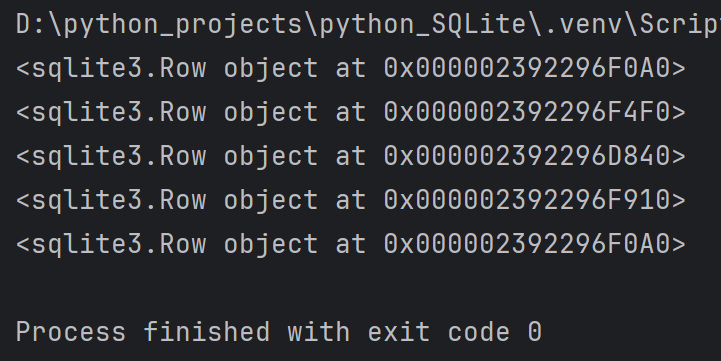 D:\python_projects\python_SQLite\.venv\Scrip
<sqlite3.Row object at 0x000002392296F0A0>
<sqlite3.Row object at 0x000002392296F4F0>
<sqlite3.Row object at 0x000002392296D840>
<sqlite3.Row object at 0x000002392296F910>
<sqlite3.Row object at 0x000002392296F0A0>
Process finished with exit code 0